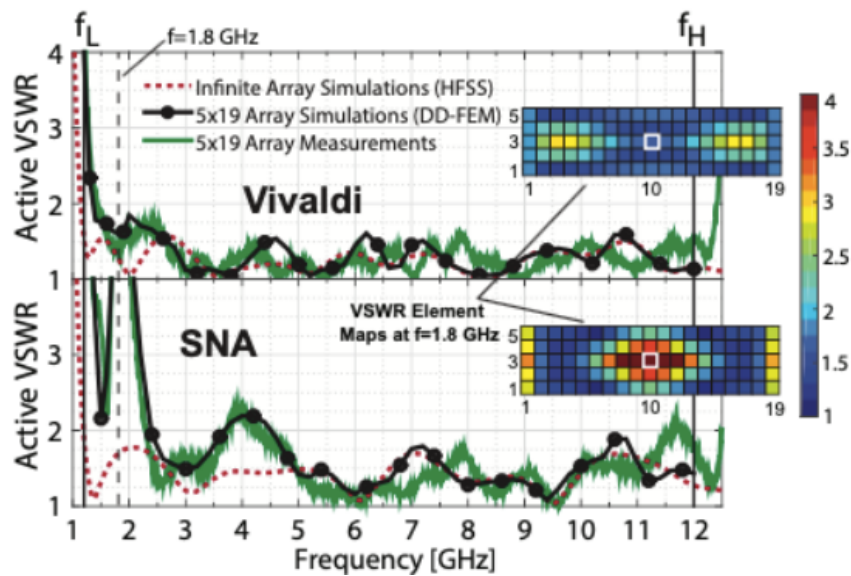 fL
f=1.8 GHz
fH
4
3
2
1
Active VSWR
Infinite Array Simulations (HFSS)
5x19 Array Simulations (DD-FEM)
5x19 Array Measurements
Vivaldi
5
3
1
1
10
19
4
3.5
3
2.5
2
1.5
1
VSWR Element
Maps at f=1.8 GHz
3
2
1
Active VSWR
SNA
5
3
1
1
10
19
1 2 3 4 5 6 7 8 9 10 11 12
Frequency [GHz]